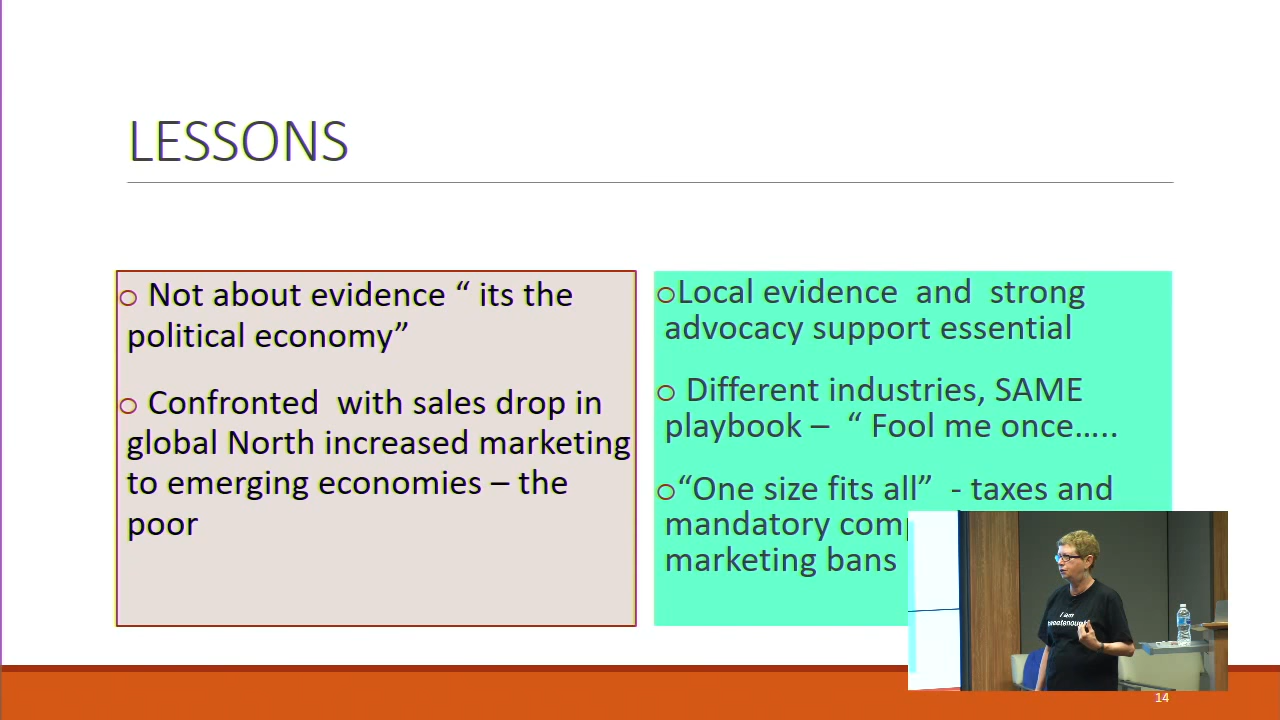 LESSONS
o Not about evidence “ its the
political economy”
o Confronted with sales drop in
global North increased marketing
to emerging economies – the
poor
oLocal evidence and strong
advocacy support essential
o Different industries, SAME
playbook – “ Fool me once…..
o“One size fits all” - taxes and
mandatory
marketing bans
I am
14